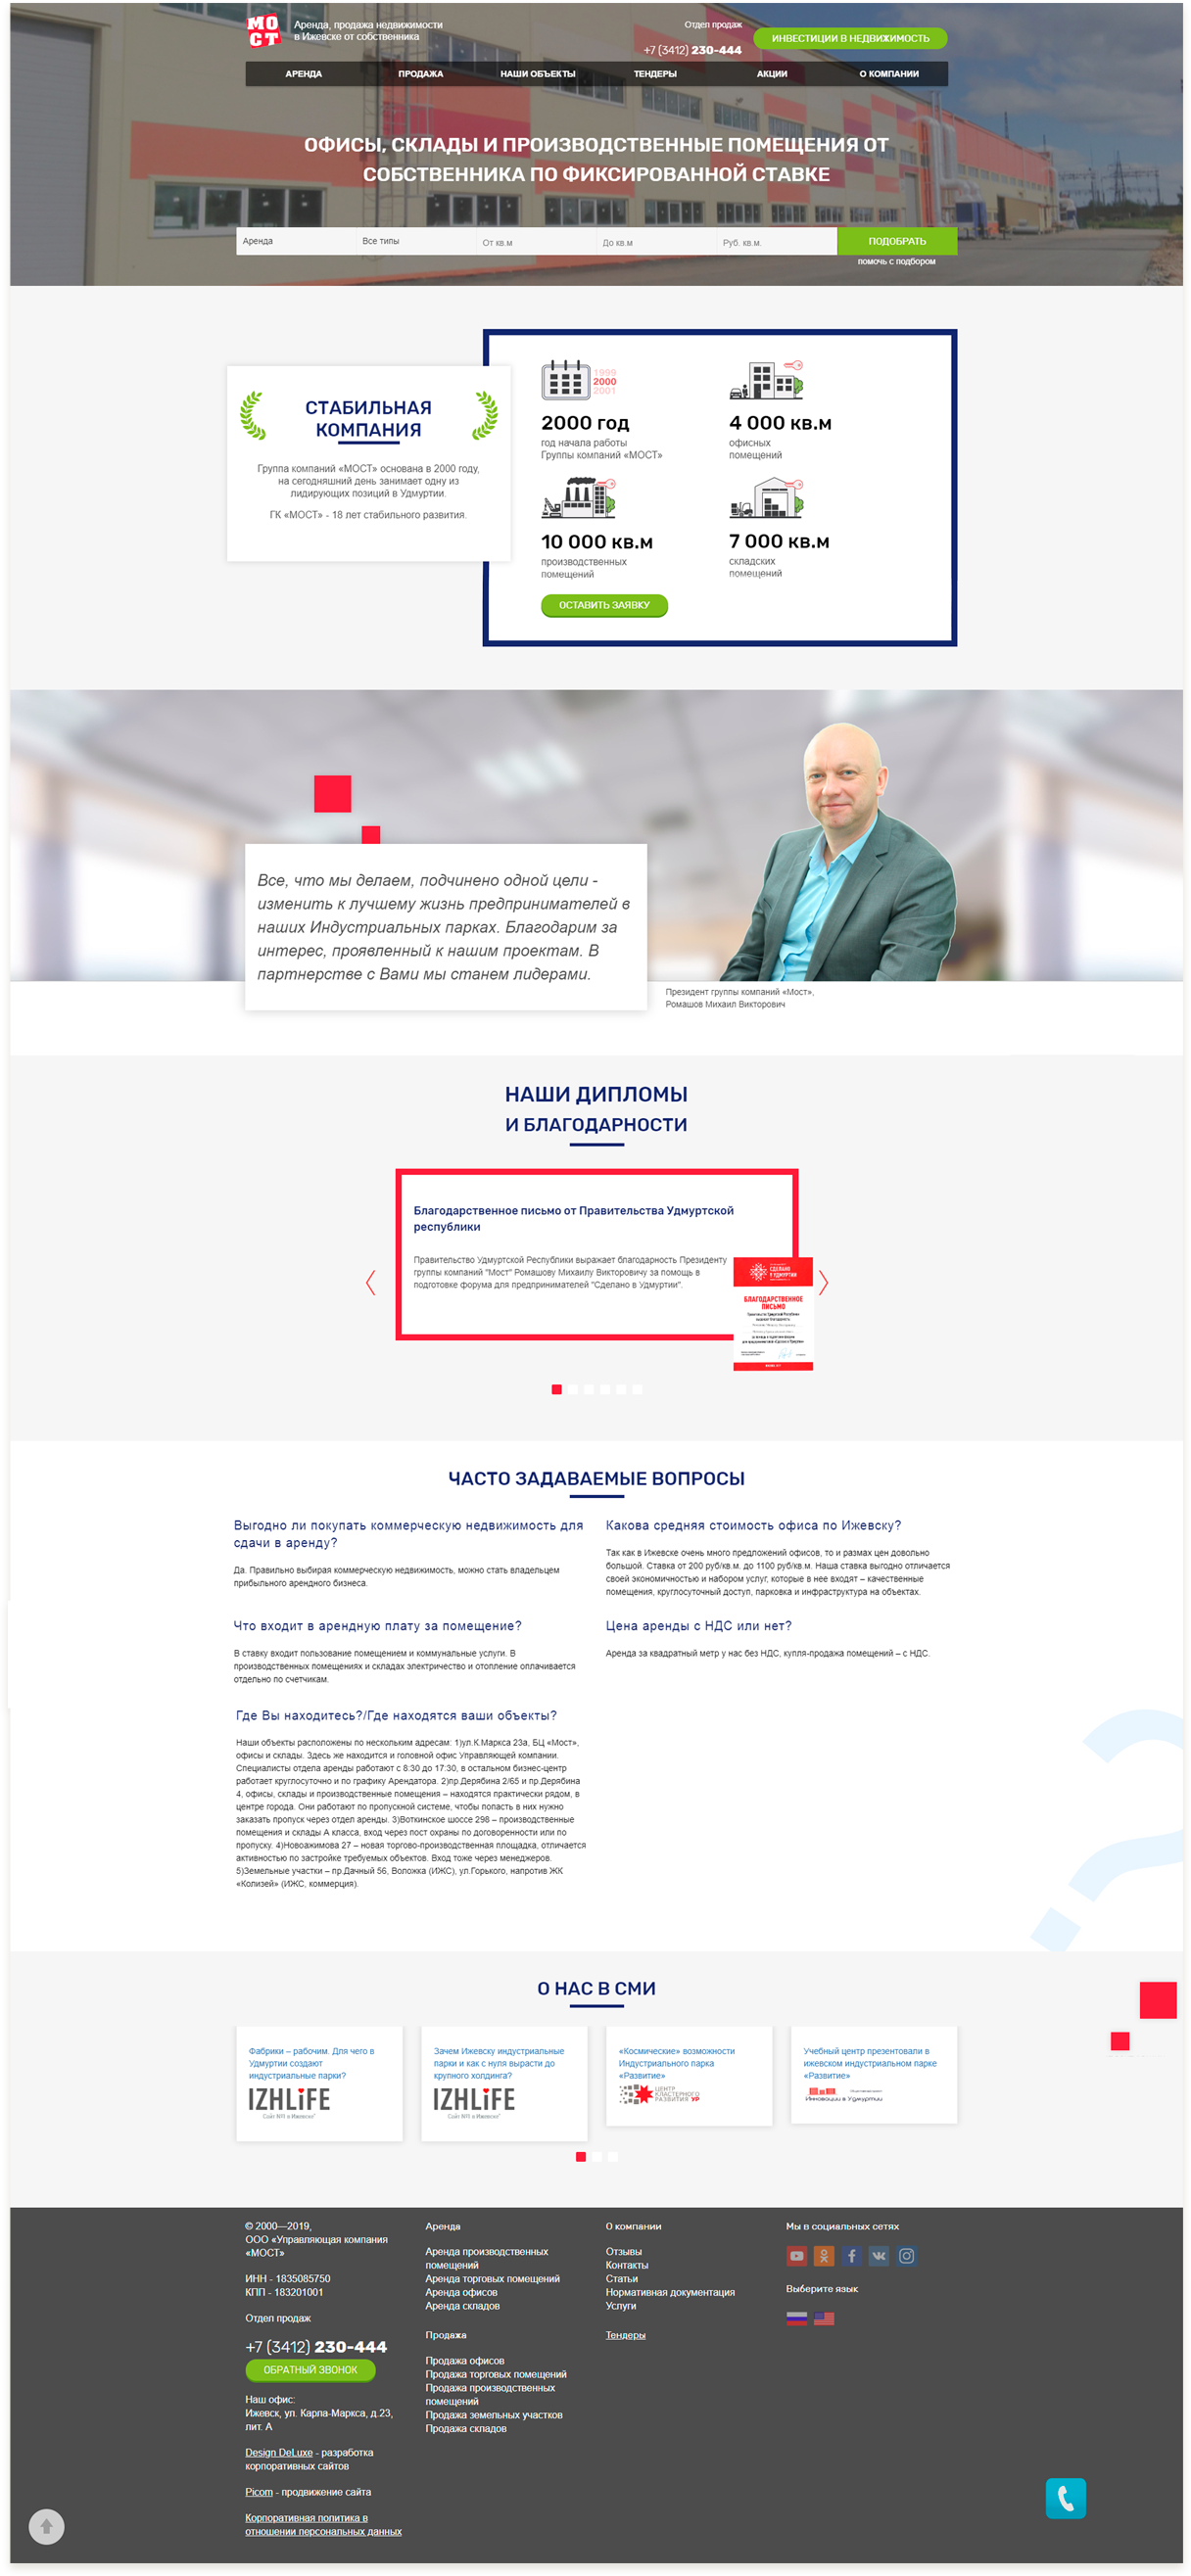 МОСТ
Аренда, продажа недвижимости
в Ижевске от собственника
Отдел продаж
+7 (3412) 230-444
ИНВЕСТИЦИИ В НЕДВИЖИМОСТЬ
АРЕНДА ПРОДАЖА НАШИ ОБЪЕКТЫ ТЕНДЕРЫ АКЦИИ О КОМПАНИИ
ОФИСЫ, СКЛАДЫ И ПРОИЗВОДСТВЕННЫЕ ПОМЕЩЕНИЯ ОТ
СОБСТВЕННИКА ПО ФИКСИРОВАННОЙ СТАВКЕ
Аренда Все типы От кв.м До кв.м Руб. кв.м. ПОДОБРАТЬ
помочь с подбором
СТАБИЛЬНАЯ
КОМПАНИЯ
Группа компаний «МОСТ» основана в 2000 году,
на сегодняшний день занимает одну из
лидирующих позиций в Удмуртии.
ГК «МОСТ» - 18 лет стабильного развития.
1999
2000
2001
2000 год
год начала работы
Группы компаний «МОСТ»
4 000 кв.м
офисных
помещений
10 000 кв.м
производственных
помещений
7 000 кв.м
складских
помещений
ОСТАВИТЬ ЗАЯВКУ
Все, что мы делаем, подчинено одной цели -
изменить к лучшему жизнь предпринимателей в
наших Индустриальных парках. Благодарим за
интерес, проявленный к нашим проектам. В
партнерстве с Вами мы станем лидерами.
Президент группы компаний «Мост»,
Ромашов Михаил Викторович
НАШИ ДИПЛОМЫ
И БЛАГОДАРНОСТИ
Благодарственное письмо от Правительства Удмуртской
республики
Правительство Удмуртской Республики выражает благодарность Президенту
группы компаний "Мост" Ромашову Михаилу Викторовичу за помощь в
подготовке форума для предпринимателей "Сделано в Удмуртии".
СДЕЛАНО
В УДМУРТИИ
БЛАГОДАРСТВЕННОЕ
ПИСЬМО
ЧАСТО ЗАДАВАЕМЫЕ ВОПРОСЫ
Выгодно ли покупать коммерческую недвижимость для
сдачи в аренду?
Да. Правильно выбирая коммерческую недвижимость, можно стать владельцем
прибыльного арендного бизнеса.
Какова средняя стоимость офиса по Ижевску?
Так как в Ижевске очень много предложений офисов, то и размах цен довольно
большой. Ставка от 200 руб/кв.м. до 1100 руб/кв.м. Наша ставка выгодно отличается
своей экономичностью и набором услуг, которые в нее входят – качественные
помещения, круглосуточный доступ, парковка и инфраструктура на объектах.
Что входит в арендную плату за помещение?
В ставку входит пользование помещением и коммунальные услуги. В
производственных помещениях и складах электричество и отопление оплачивается
отдельно по счетчикам.
Цена аренды с НДС или нет?
Аренда за квадратный метр у нас без НДС, купля-продажа помещений – с НДС.
Где Вы находитесь?/Где находятся ваши объекты?
Наши объекты расположены по нескольким адресам: 1)ул.К.Маркса 23а, БЦ «Мост»,
офисы и склады. Здесь же находится и головной офис Управляющей компании.
Специалисты отдела аренды работают с 8:30 до 17:30, в остальном бизнес-центр
работает круглосуточно и по графику Арендатора. 2)пр.Дерябина 2/65 и пр.Дерябина
4, офисы, склады и производственные помещения – находятся практически рядом, в
центре города. Они работают по пропускной системе, чтобы попасть в них нужно
заказать пропуск через отдел аренды. 3)Воткинское шоссе 298 – производственные
помещения и склады А класса, вход через пост охраны по договоренности или по
пропуску. 4)Новоажимова 27 – новая торгово-производственная площадка, отличается
активностью по застройке требуемых объектов. Вход тоже через менеджеров.
5)Земельные участки – пр.Дачный 56, Воложка (ИЖС), ул.Горького, напротив ЖК
«Колизей» (ИЖС, коммерция).
?
О НАС В СМИ
Фабрики – рабочим. Для чего в
Удмуртии создают
индустриальные парки?
IZHLIFE
Сайт №1 в Ижевске
Зачем Ижевску индустриальные
парки и как с нуля вырасти до
крупного холдинга?
IZHLIFE
Сайт №1 в Ижевске
«Космические» возможности
Индустриального парка
«Развитие»
ЦЕНТР
КЛАСТЕРНОГО
РАЗВИТИЯ УР
Учебный центр презентовали в
ижевском индустриальном парке
«Развитие»
Инновации в Удмуртии
© 2000—2019,
ООО «Управляющая компания
«МОСТ»
ИНН - 1835085750
КПП - 183201001
Отдел продаж
+7 (3412) 230-444
ОБРАТНЫЙ ЗВОНОК
Наш офис:
Ижевск, ул. Карла-Маркса, д.23,
лит. А
Design DeLuxe - разработка
корпоративных сайтов
Picom - продвижение сайта
Корпоративная политика в
отношении персональных данных
Аренда
Аренда производственных
помещений
Аренда торговых помещений
Аренда офисов
Аренда складов
Продажа
Продажа офисов
Продажа торговых помещений
Продажа производственных
помещений
Продажа земельных участков
Продажа складов
О компании
Отзывы
Контакты
Статьи
Нормативная документация
Услуги
Тендеры
Мы в социальных сетях
Выберите язык